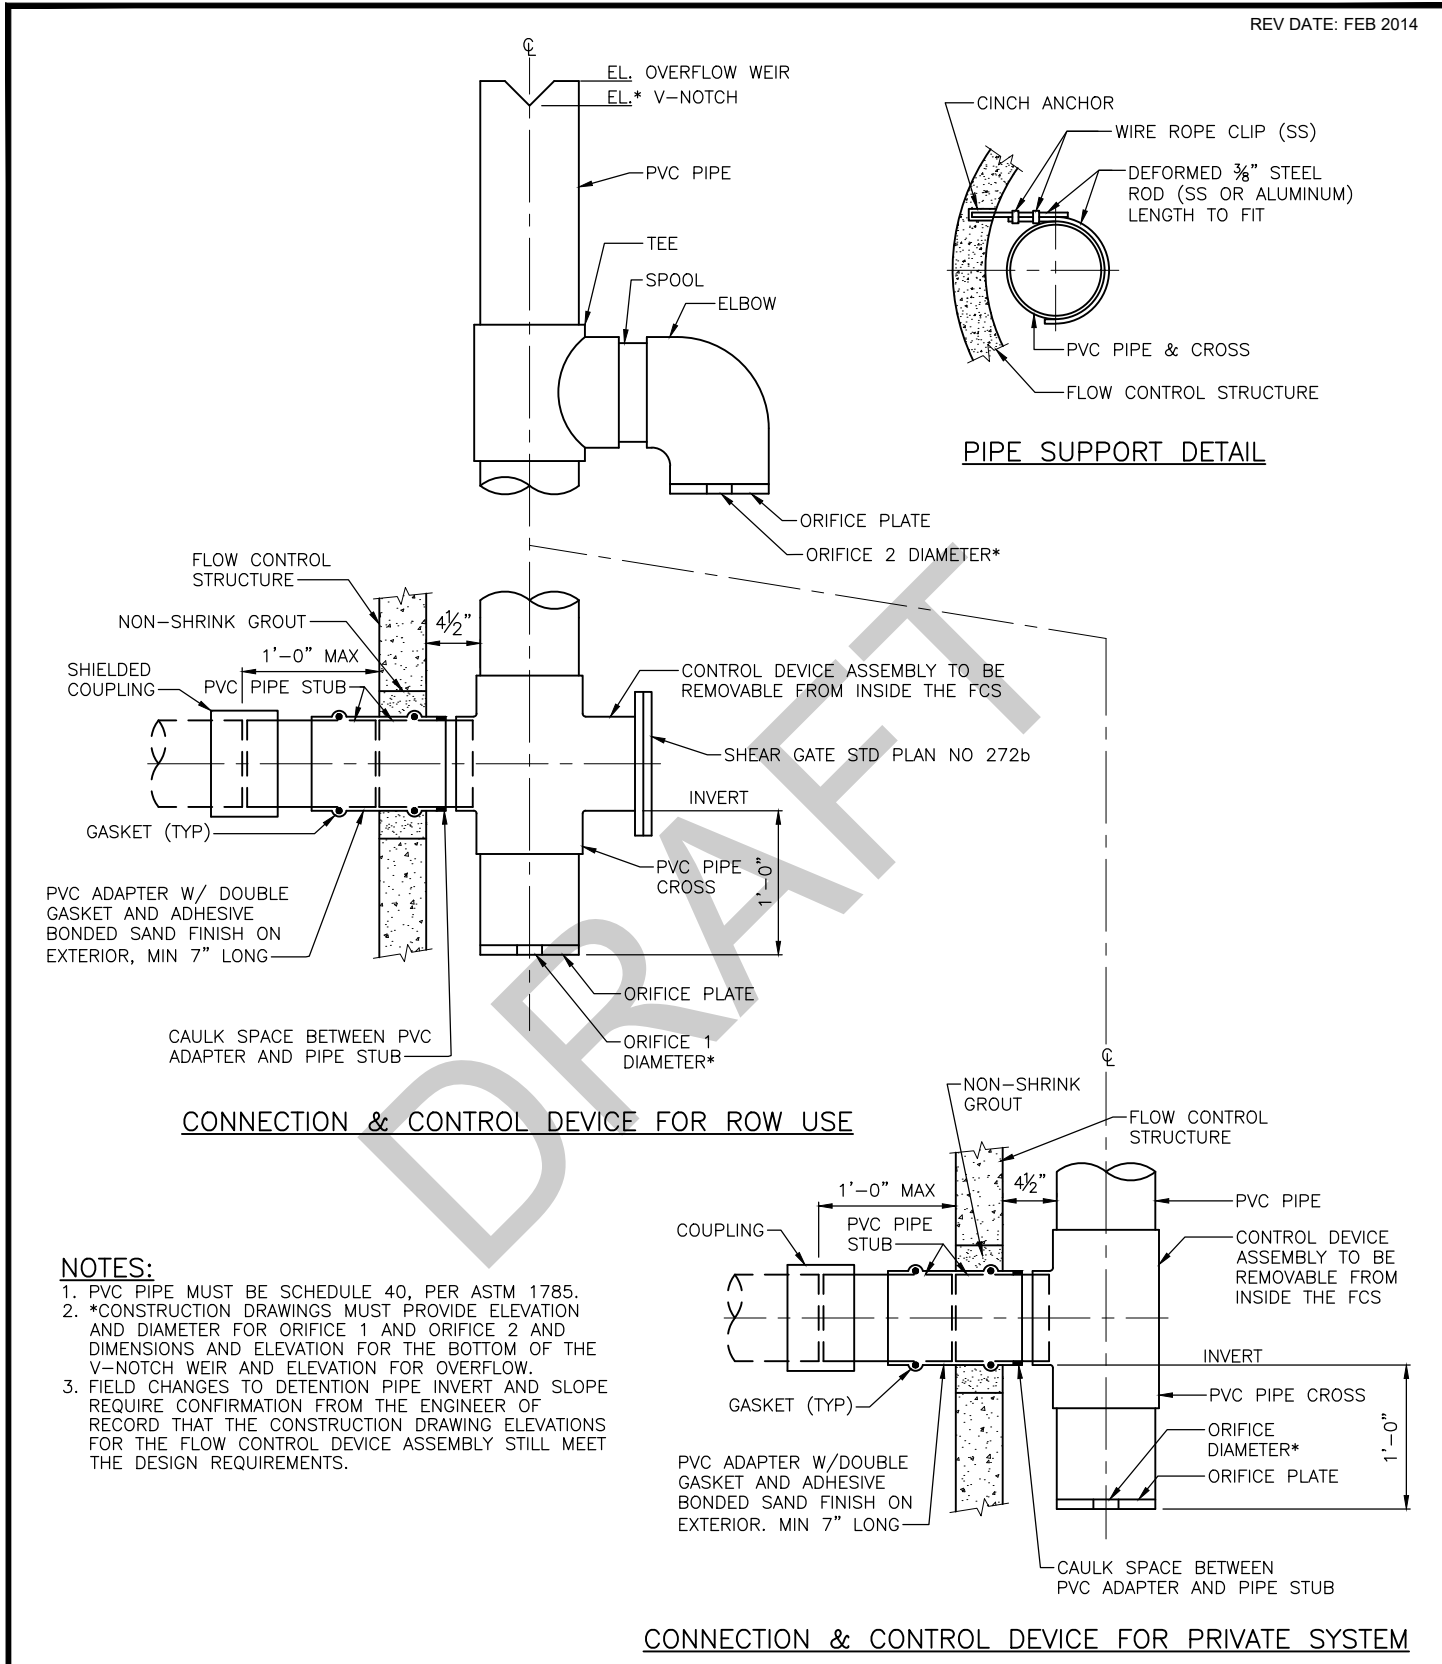 REV DATE: FEB 2014
℄
EL. OVERFLOW WEIR
EL.* V-NOTCH
PVC PIPE
TEE
SPOOL
ELBOW
ORIFICE PLATE
ORIFICE 2 DIAMETER*
CINCH ANCHOR
WIRE ROPE CLIP (SS)
DEFORMED ⅜" STEEL
ROD (SS OR ALUMINUM)
LENGTH TO FIT
PVC PIPE & CROSS
FLOW CONTROL STRUCTURE
PIPE SUPPORT DETAIL
FLOW CONTROL
STRUCTURE
NON-SHRINK GROUT
4½"
1'-0" MAX
SHIELDED
COUPLING
PVC PIPE STUB
CONTROL DEVICE ASSEMBLY TO BE
REMOVABLE FROM INSIDE THE FCS
SHEAR GATE STD PLAN NO 272b
INVERT
GASKET (TYP)
PVC PIPE
CROSS
1'-0"
PVC ADAPTER W/ DOUBLE
GASKET AND ADHESIVE
BONDED SAND FINISH ON
EXTERIOR, MIN 7" LONG
ORIFICE PLATE
CAULK SPACE BETWEEN PVC
ADAPTER AND PIPE STUB
ORIFICE 1
DIAMETER*
CONNECTION & CONTROL DEVICE FOR ROW USE
DRAFT
℄
NON-SHRINK
GROUT
FLOW CONTROL
STRUCTURE
1'-0" MAX
4½"
COUPLING
PVC PIPE
STUB
PVC PIPE
CONTROL DEVICE
ASSEMBLY TO BE
REMOVABLE FROM
INSIDE THE FCS
INVERT
GASKET (TYP)
PVC PIPE CROSS
ORIFICE
DIAMETER*
ORIFICE PLATE
1'-0"
PVC ADAPTER W/DOUBLE
GASKET AND ADHESIVE
BONDED SAND FINISH ON
EXTERIOR. MIN 7" LONG
CAULK SPACE BETWEEN
PVC ADAPTER AND PIPE STUB
CONNECTION & CONTROL DEVICE FOR PRIVATE SYSTEM
NOTES:
1. PVC PIPE MUST BE SCHEDULE 40, PER ASTM 1785.
2. *CONSTRUCTION DRAWINGS MUST PROVIDE ELEVATION
AND DIAMETER FOR ORIFICE 1 AND ORIFICE 2 AND
DIMENSIONS AND ELEVATION FOR THE BOTTOM OF THE
V-NOTCH WEIR AND ELEVATION FOR OVERFLOW.
3. FIELD CHANGES TO DETENTION PIPE INVERT AND SLOPE
REQUIRE CONFIRMATION FROM THE ENGINEER OF
RECORD THAT THE CONSTRUCTION DRAWING ELEVATIONS
FOR THE FLOW CONTROL DEVICE ASSEMBLY STILL MEET
THE DESIGN REQUIREMENTS.